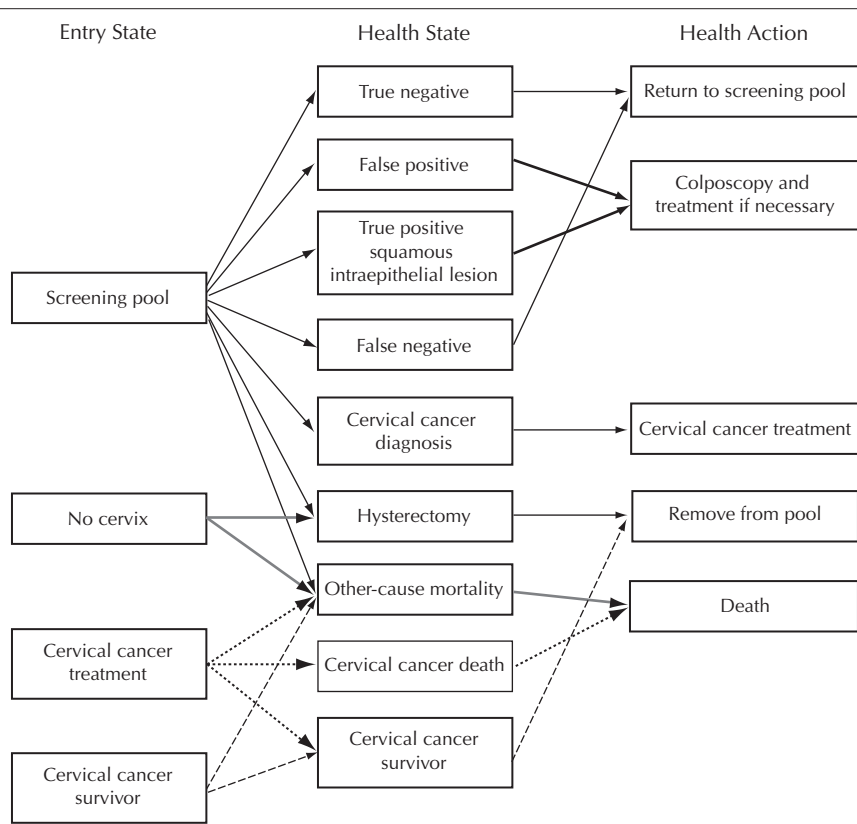 Entry State
Health State
Health Action
True negative
Return to screening pool
False positive
Colposcopy and
treatment if necessary
True positive
squamous
intraepithelial lesion
Screening pool
False negative
Cervical cancer
diagnosis
Cervical cancer treatment
No cervix
Hysterectomy
Remove from pool
Other-cause mortality
Death
Cervical cancer
treatment
Cervical cancer death
Cervical cancer
survivor
Cervical cancer
survivor